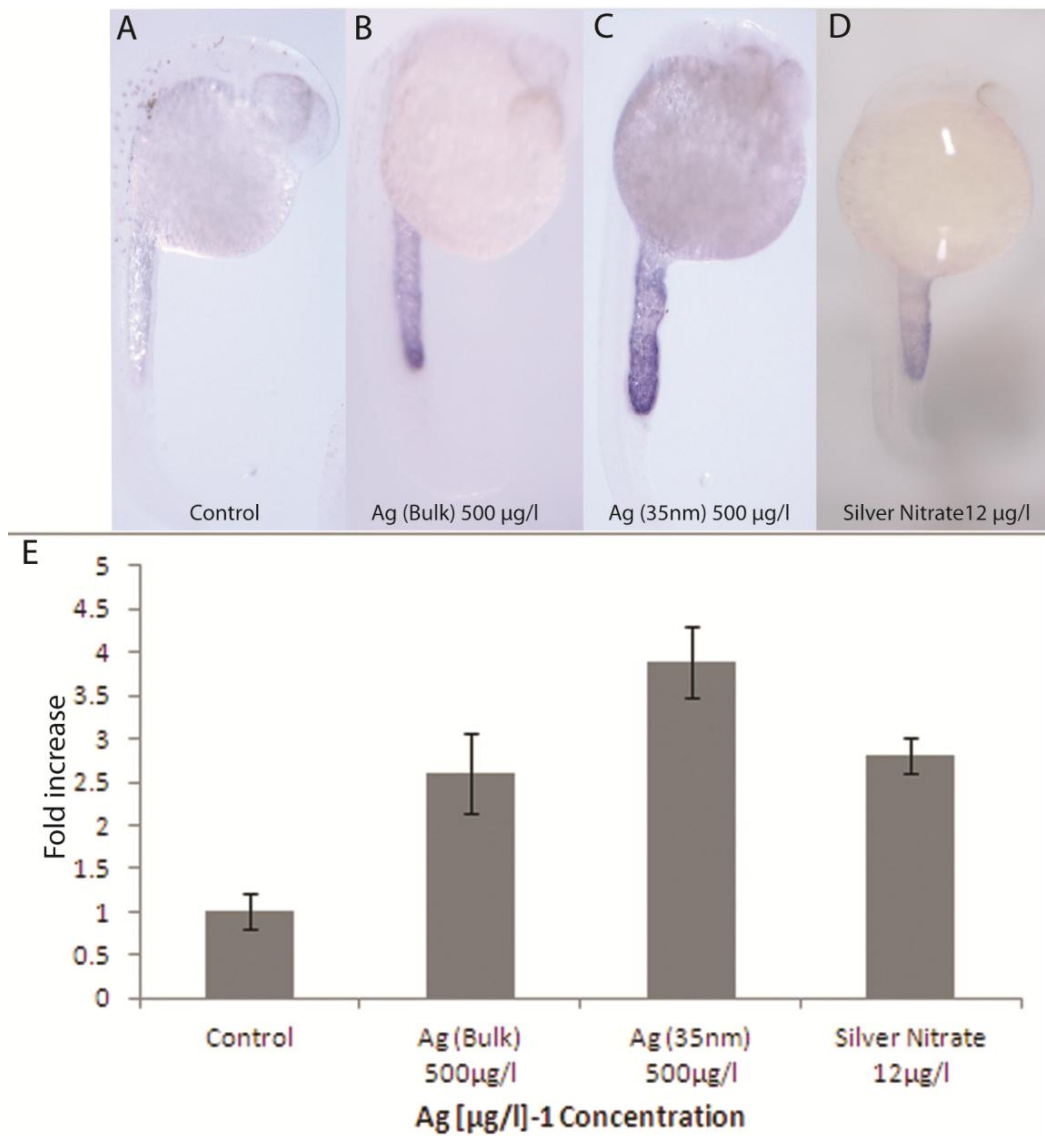 A
B
C
D
Control
Ag (Bulk) 500 µg/l
Ag (35nm) 500 µg/l
Silver Nitrate12 µg/l
E
5
4.5
4
3.5
3
2.5
2
1.5
1
0.5
0
Fold increase
Control
Ag (Bulk)
500µg/l
Ag (35nm)
500µg/l
Silver Nitrate
12µg/l
Ag [µg/l]-1 Concentration